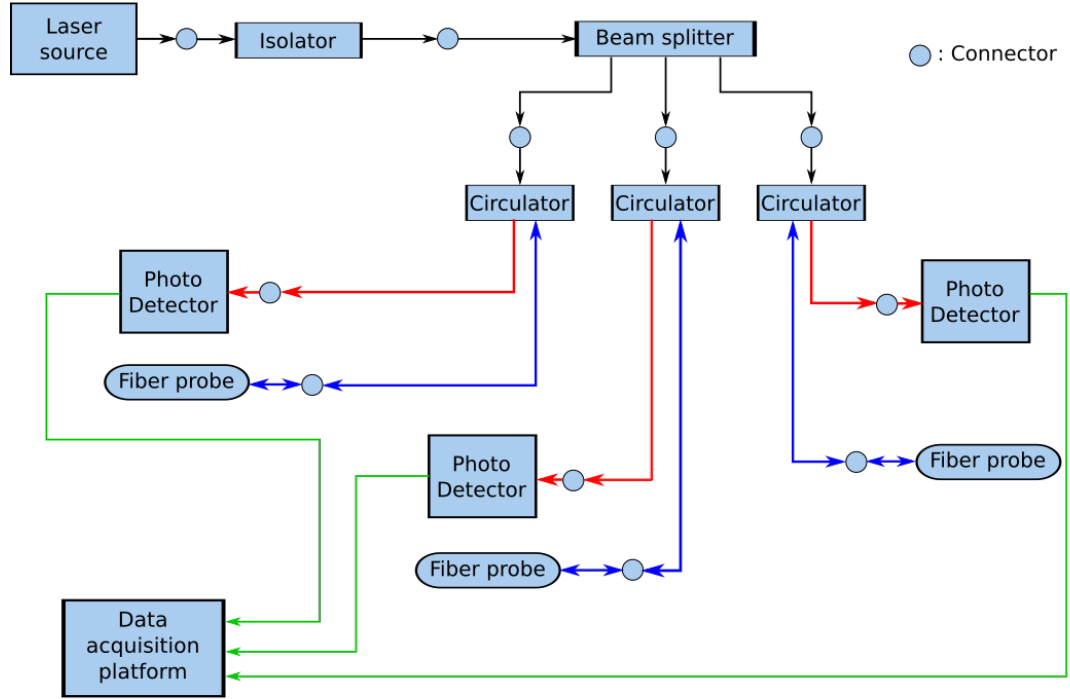 Laser
source
Isolator
Beam splitter
: Connector
Circulator
Circulator
Circulator
Photo
Detector
Photo
Detector
Fiber probe
Photo
Detector
Fiber probe
Fiber probe
Data
acquisition
platform